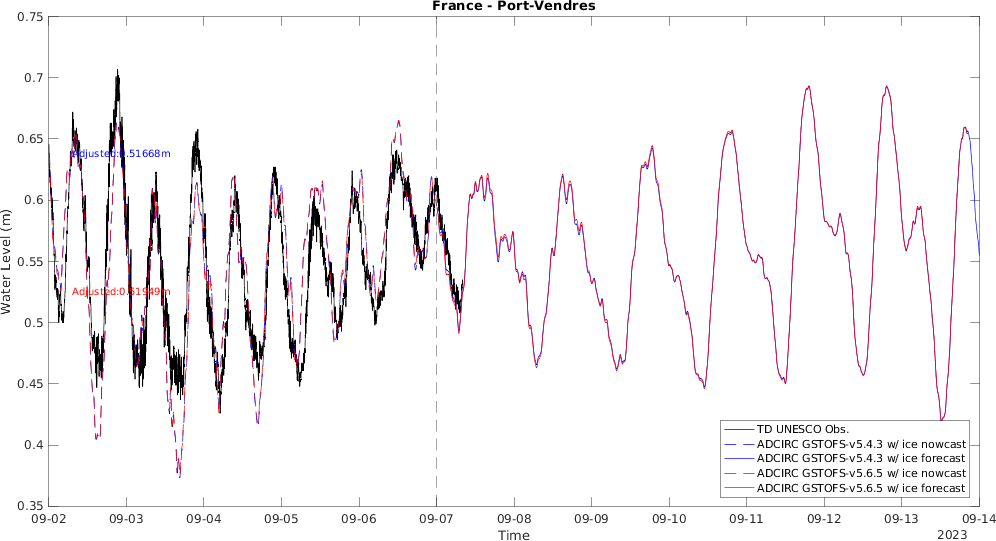 France - Port-Vendres
0.75
0.7
0.65
0.6
0.55
0.5
0.45
0.4
0.35
Water Level (m)
Adjusted:0.51668m
Adjusted:0.51949m
TD UNESCO Obs.
ADCIRC GSTOFS-v5.4.3 w/ ice nowcast
ADCIRC GSTOFS-v5.4.3 w/ ice forecast
ADCIRC GSTOFS-v5.6.5 w/ ice nowcast
ADCIRC GSTOFS-v5.6.5 w/ ice forecast
09-02 09-03 09-04 09-05 09-06 09-07 09-08 09-09 09-10 09-11 09-12 09-13 09-14
Time
2023